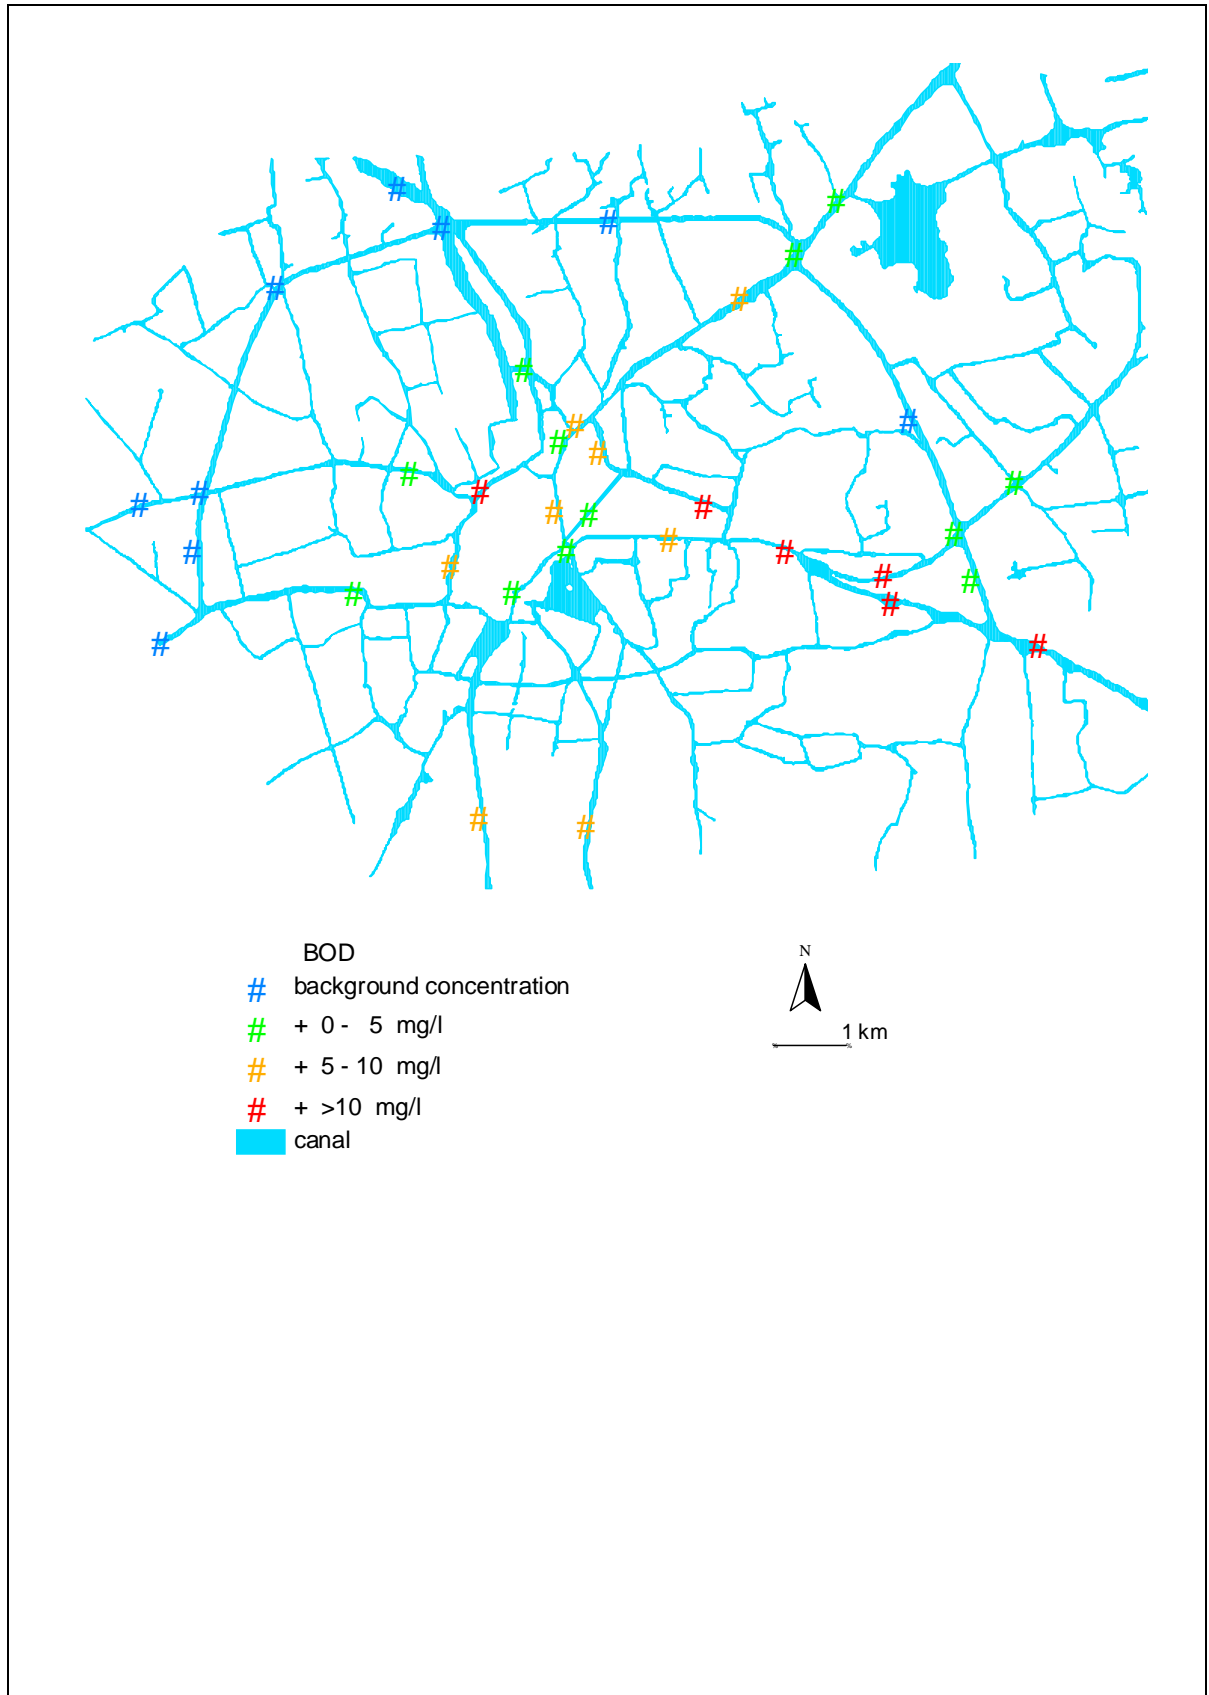 BOD
# background concentration
# + 0 - 5 mg/l
# + 5 - 10 mg/l
# + >10 mg/l
canal
N
1 km